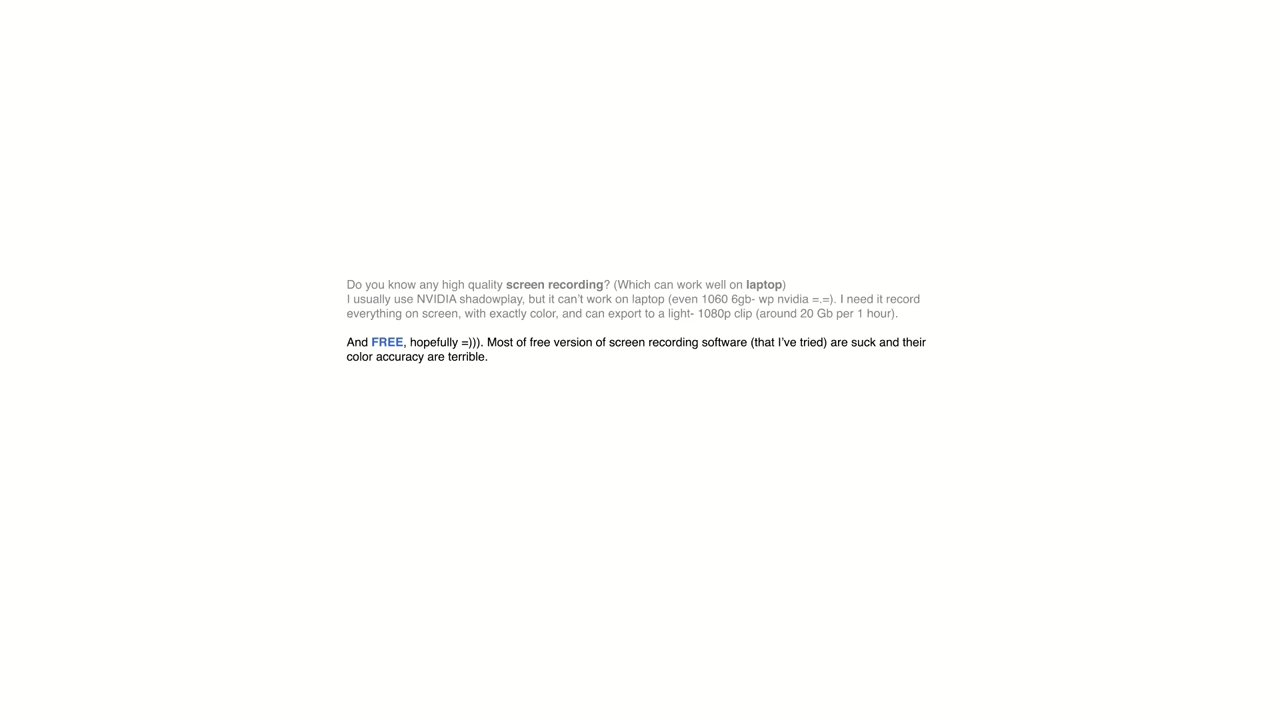 Do you know any high quality screen recording? (Which can work well on laptop)
I usually use NVIDIA shadowplay, but it can't work on laptop (even 1060 6gb- wp nvidia =.=). I need it record
everything on screen, with exactly color, and can export to a light- 1080p clip (around 20 Gb per 1 hour).
And FREE, hopefully =))). Most of free version of screen recording software (that I've tried) are suck and their
color accuracy are terrible.